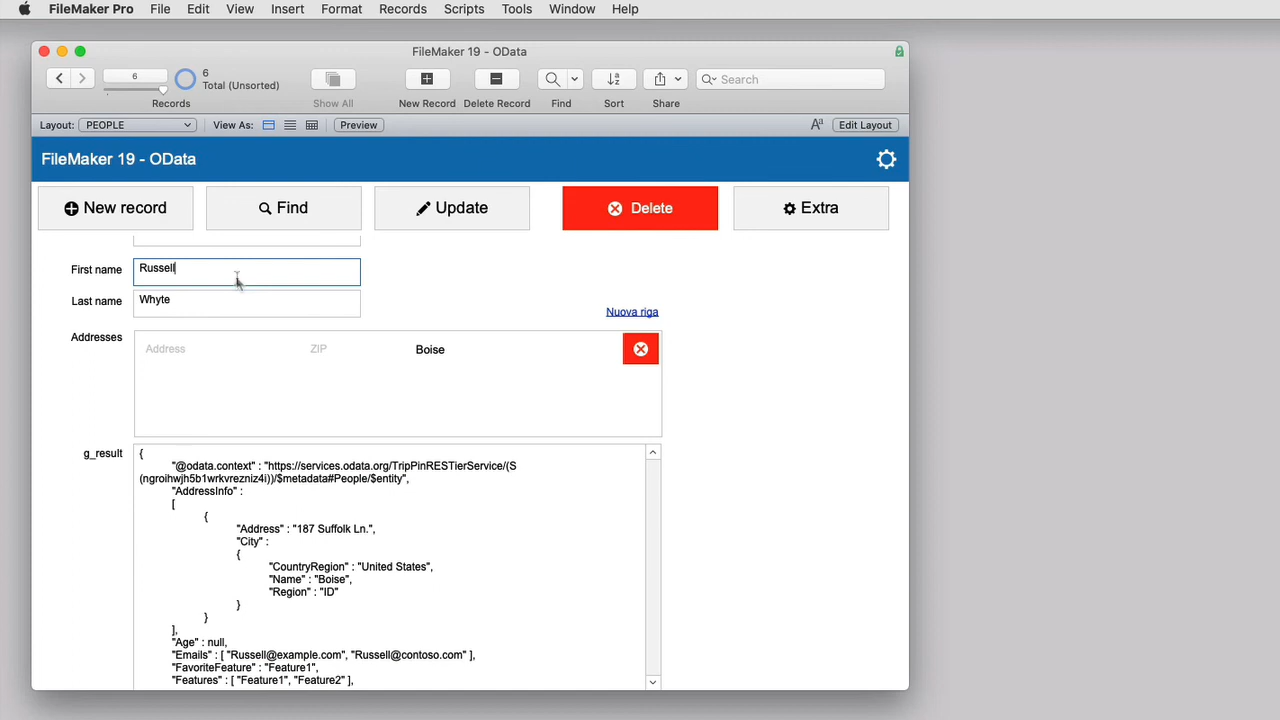 FileMaker Pro File Edit View Insert Format Records Scripts Tools Window Help
FileMaker 19 - OData
6
6
Total (Unsorted)
Search
Records
Show All
New Record
Delete Record
Find
Sort
Share
Layout: PEOPLE View As: Preview Aª Edit Layout
FileMaker 19 - OData
New record Find Update Delete Extra
First name Russell
Last name Whyte
Nuova riga
Addresses Address ZIP Boise
g_result {
"@odata.context" : "https://services.odata.org/TripPinRESTierService/(S
(ngroihwjh5b1wrkvrezniz4i))/$metadata#People/$entity",
"AddressInfo" :
[
{
"Address" : "187 Suffolk Ln.",
"City" :
{
"CountryRegion" : "United States",
"Name" : "Boise",
"Region" : "ID"
}
}
],
"Age" : null,
"Emails" : [ "Russell@example.com", "Russell@contoso.com" ],
"FavoriteFeature" : "Feature1",
"Features" : [ "Feature1", "Feature2" ],